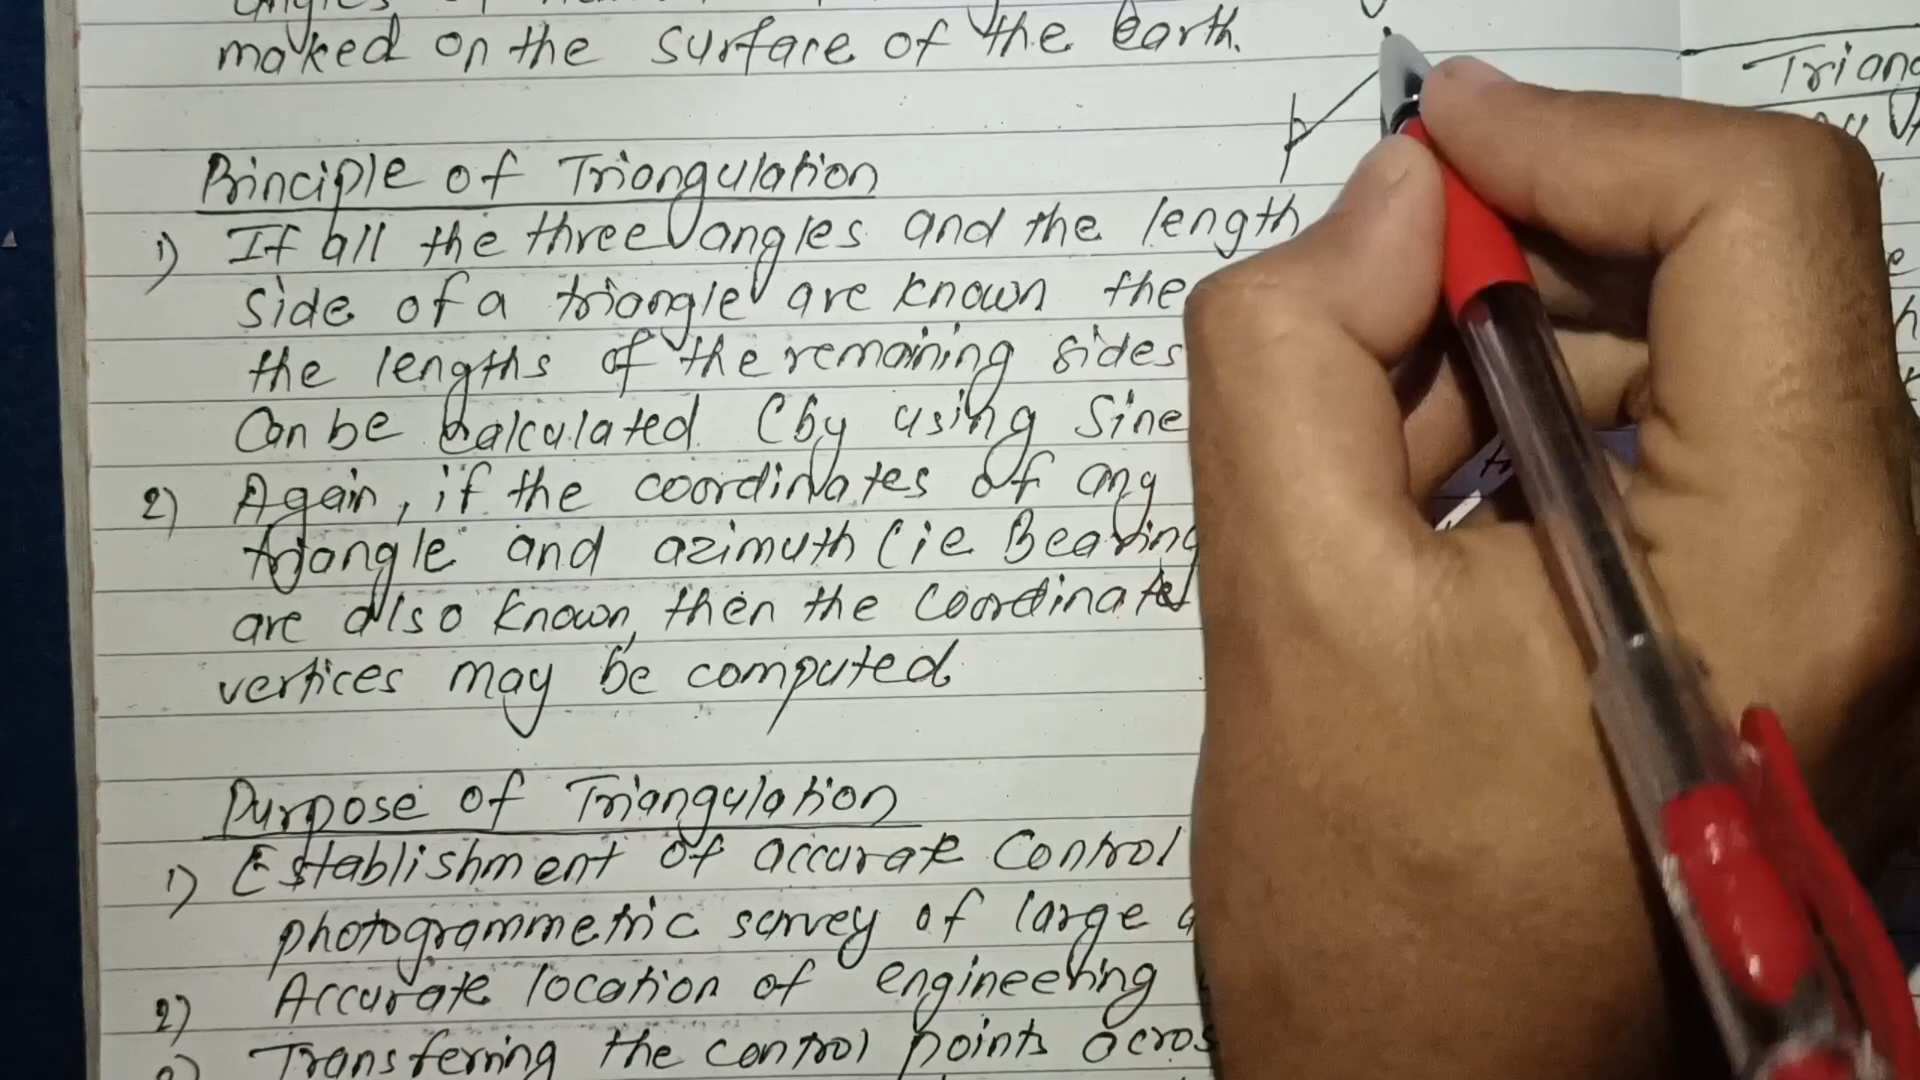 maked on the surface of the Earth.
Principle of Triangulation
1) If all the three angles and the length
side of a triangle are known the
the lengths of the remaining sides
Can be calculated (by using Sine
2) Again, if the coordinates of any
triangle and azimuth (ie Bearing
are also known, then the Coordinates
vertices may be computed.
Purpose of Triangulation
1) Establishment of accurate Control
photogrammetric survey of large a
2) Accurate location of engineering
Transferring the control points acros
Triang